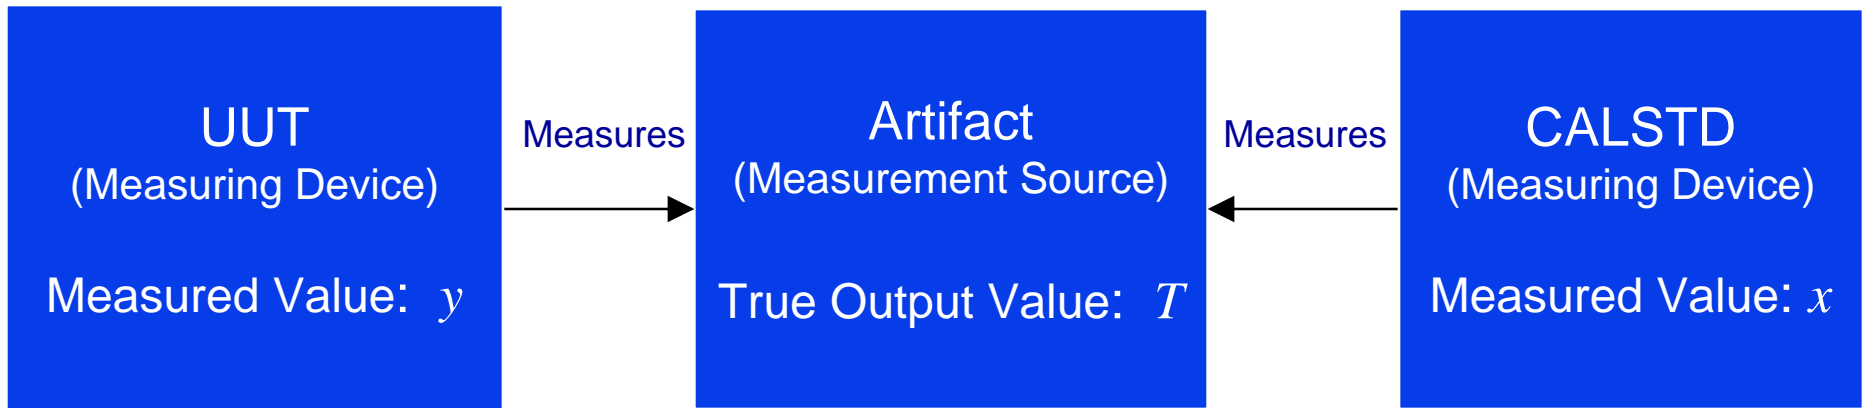 UUT
(Measuring Device)
Measured Value: y
Measures
Artifact
(Measurement Source)
True Output Value: T
Measures
CALSTD
(Measuring Device)
Measured Value: x